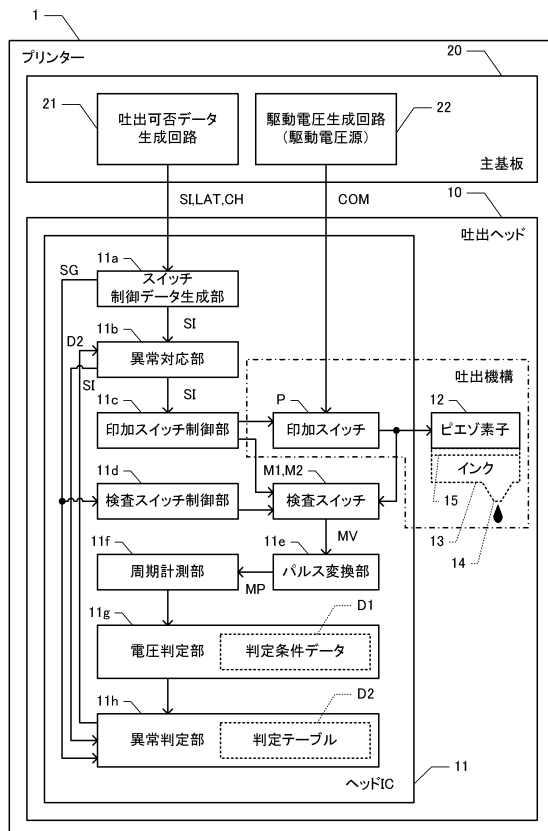 1
プリンター
20
21
吐出可否データ
生成回路
駆動電圧生成回路
(駆動電圧源)
22
主基板
SI,LAT,CH
COM
10
吐出ヘッド
11a
SG
スイッチ
制御データ生成部
SI
D2
11b
異常対応部
SI
SI
吐出機構
11c
印加スイッチ制御部
P
印加スイッチ
12
ピエゾ素子
インク
11d
検査スイッチ制御部
M1,M2
検査スイッチ
15
13
14
MV
11f
周期計測部
MP
11e
パルス変換部
11g
電圧判定部
D1
判定条件データ
11h
異常判定部
D2
判定テーブル
ヘッドIC
11